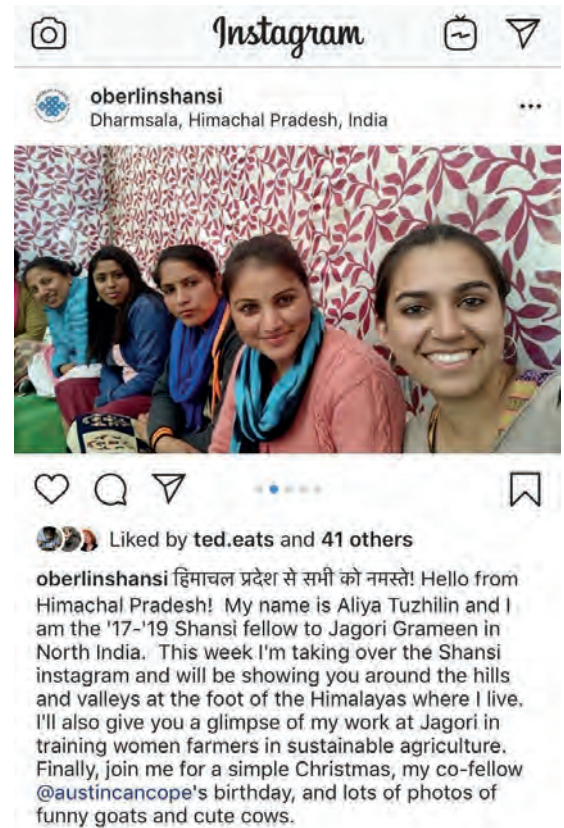 Instagram
oberlinshansi
Dharmsala, Himachal Pradesh, India
Liked by ted.eats and 41 others
oberlinshansi हिमाचल प्रदेश से सभी को नमस्ते! Hello from
Himachal Pradesh! My name is Aliya Tuzhilin and I
am the '17-'19 Shansi fellow to Jagori Grameen in
North India. This week I'm taking over the Shansi
instagram and will be showing you around the hills
and valleys at the foot of the Himalayas where I live.
I'll also give you a glimpse of my work at Jagori in
training women farmers in sustainable agriculture.
Finally, join me for a simple Christmas, my co-fellow
@austincancope's birthday, and lots of photos of
funny goats and cute cows.